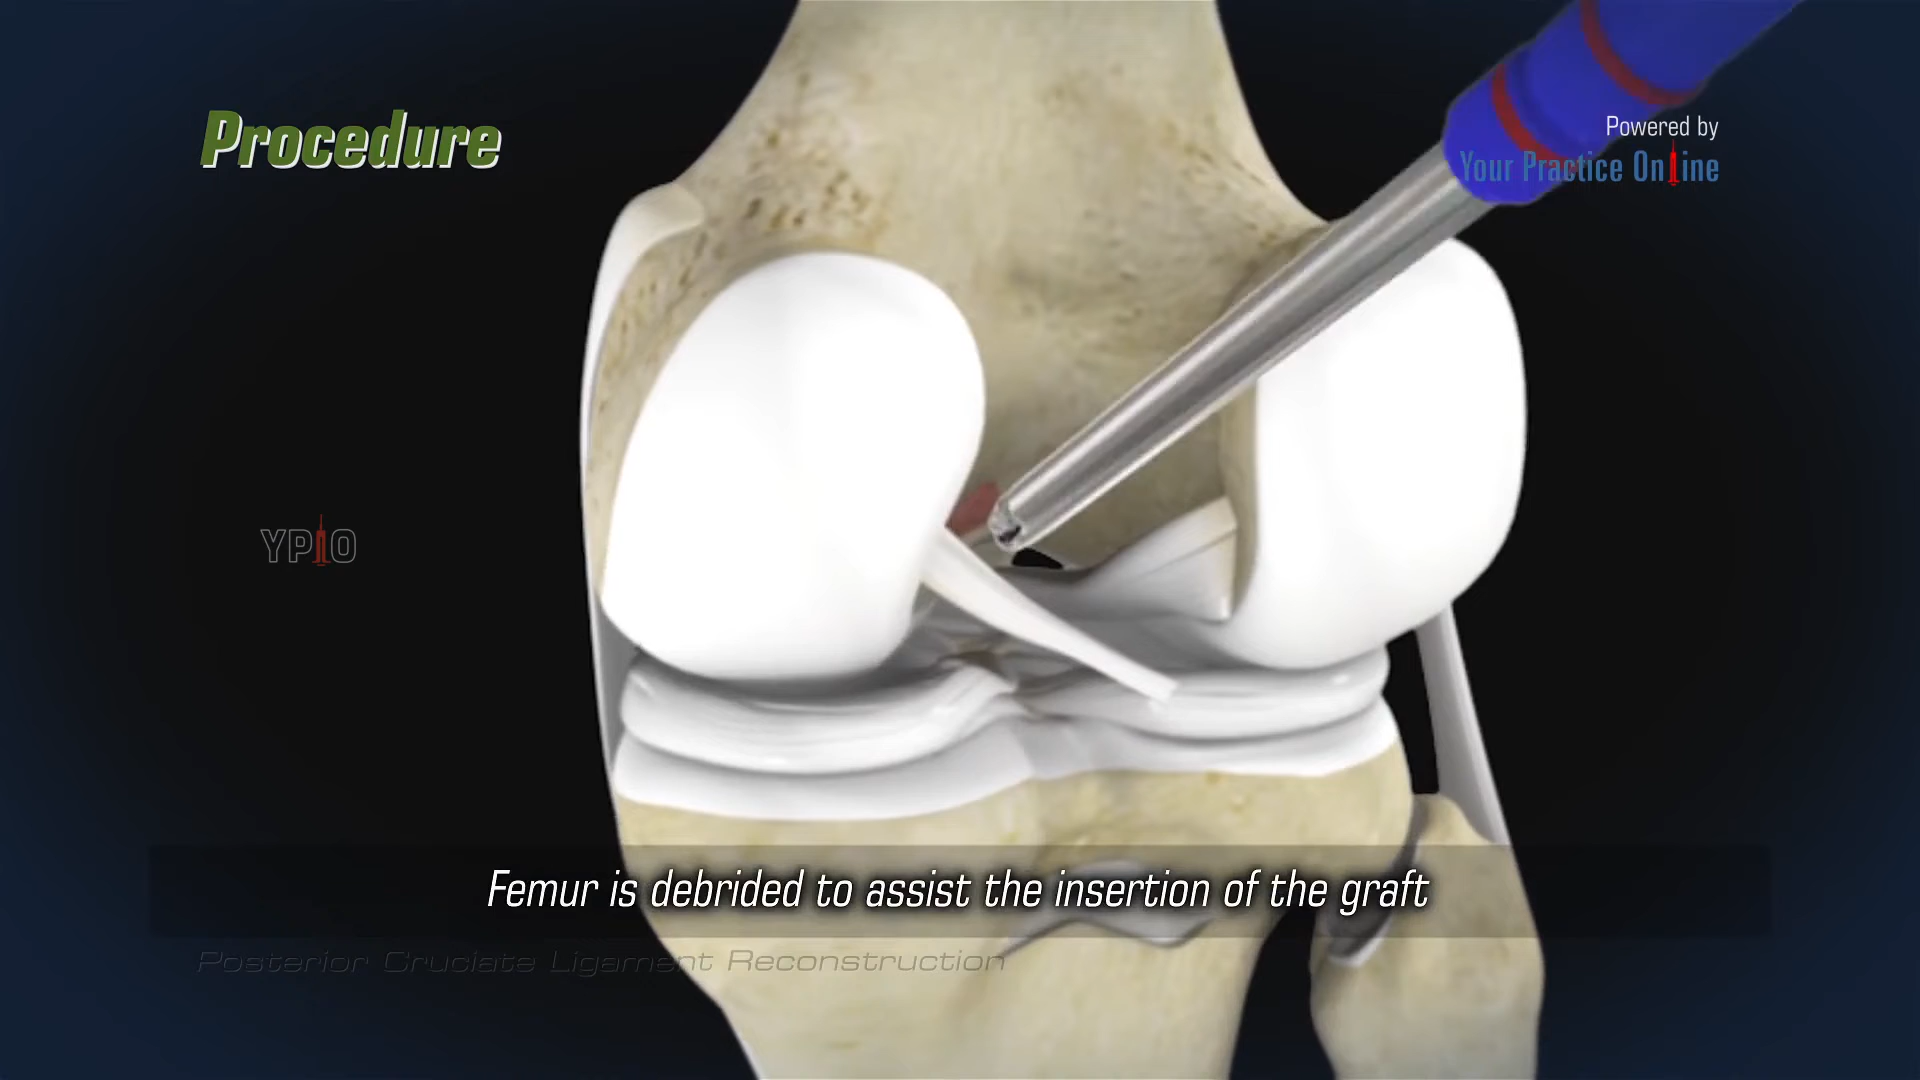 Procedure
Powered by
Your Practice Online
YPO
Femur is debrided to assist the insertion of the graft
Posterior Cruciate Ligament Reconstruction